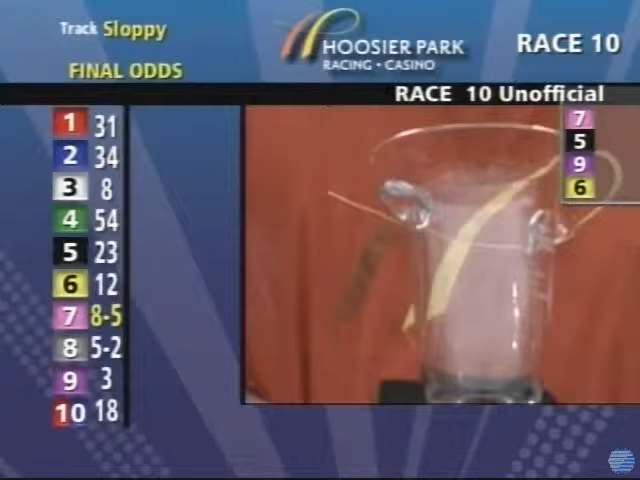 Track Sloppy
FINAL ODDS
HOOSIER PARK
RACING • CASINO
RACE 10
RACE 10 Unofficial
7
5
9
6
1 31
2 34
3 8
4 54
5 23
6 12
7 8-5
8 5-2
9 3
10 18